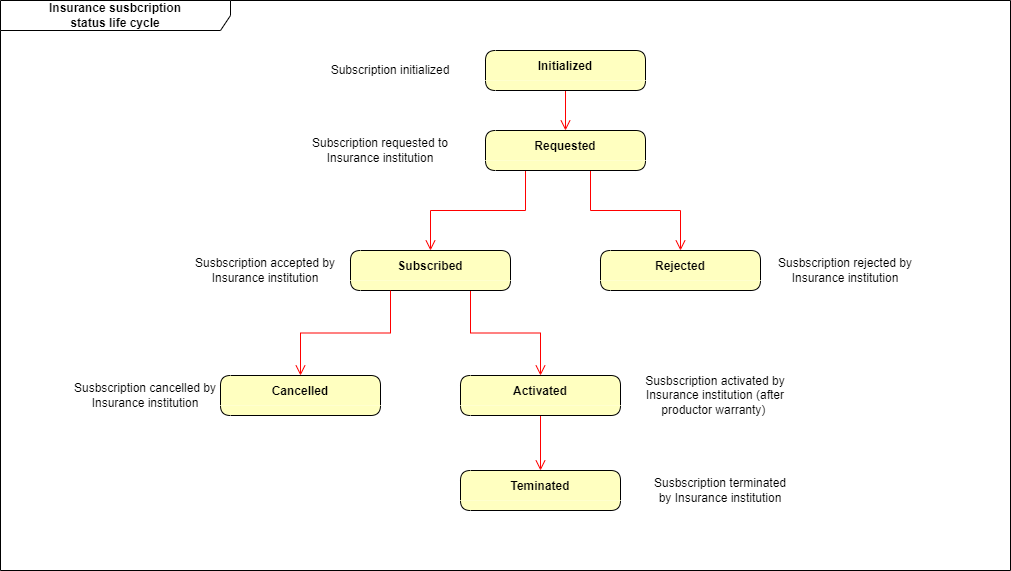 Insurance susbcription
status life cycle
Subscription initialized
Initialized
Subscription requested to
Insurance institution
Requested
Susbscription accepted by
Insurance institution
Subscribed
Rejected
Susbscription rejected by
Insurance institution
Susbscription cancelled by
Insurance institution
Cancelled
Activated
Susbscription activated by
Insurance institution (after
productor warranty)
Teminated
Susbscription terminated
by Insurance institution